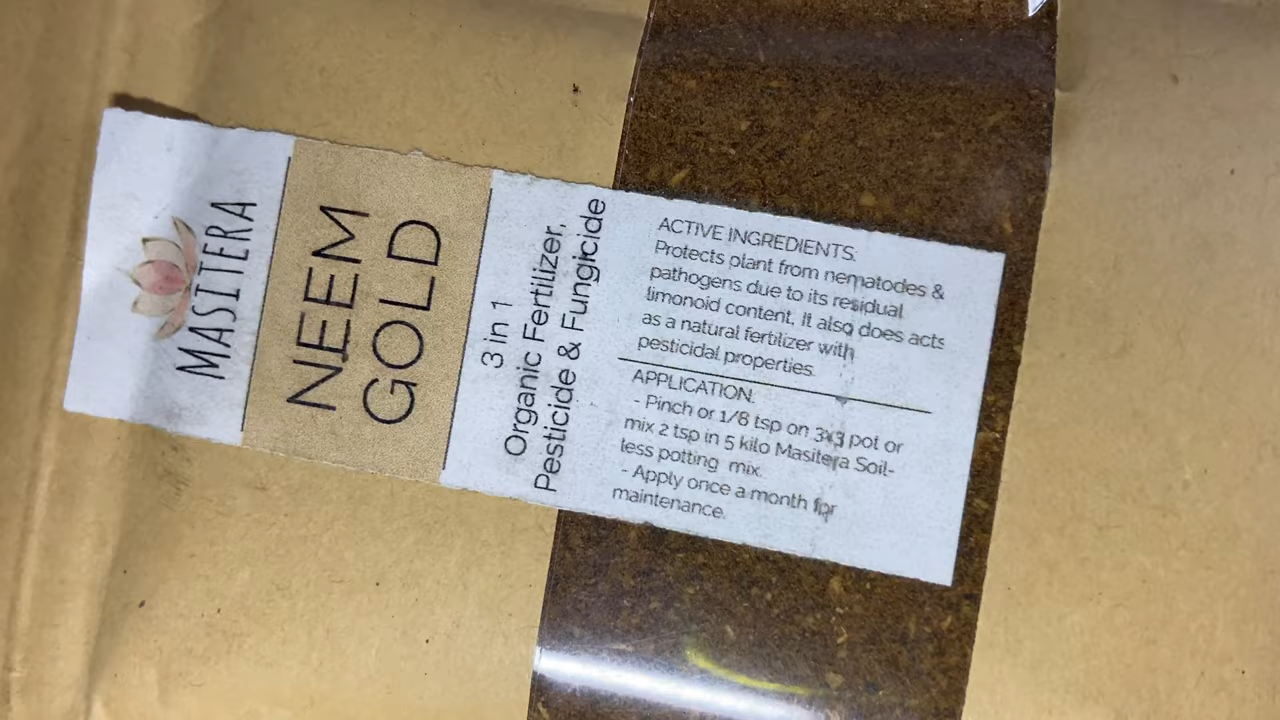 MASITERA
NEEM
GOLD
3 in 1
Organic Fertilizer,
Pesticide & Fungicide
ACTIVE INGREDIENTS:
Protects plant from nematodes &
pathogens due to its residual
limonoid content. It also does acts
as a natural fertilizer with
pesticidal properties.
APPLICATION:
- Pinch or 1/8 tsp on 3x3 pot or
mix 2 tsp in 5 kilo Masitera Soil-
less potting mix.
- Apply once a month for
maintenance.